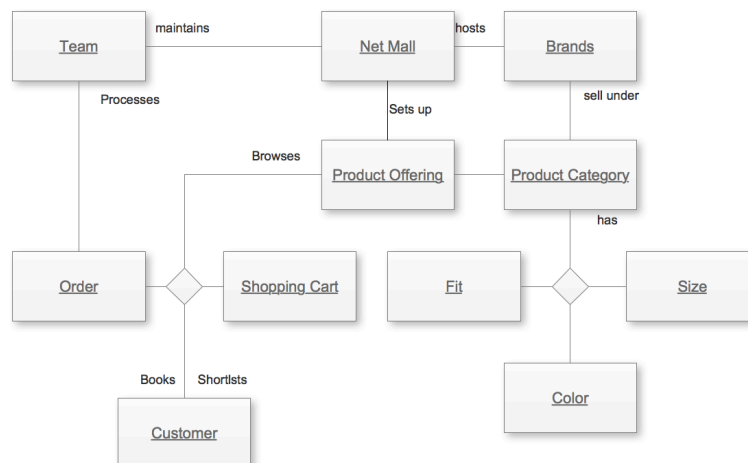 maintains
hosts
Team
Net Mall
Brands
Processes
sell under
Sets up
Browses
Product Offering
Product Category
has
Order
Shopping Cart
Fit
Size
Books
Shortlsts
Color
Customer